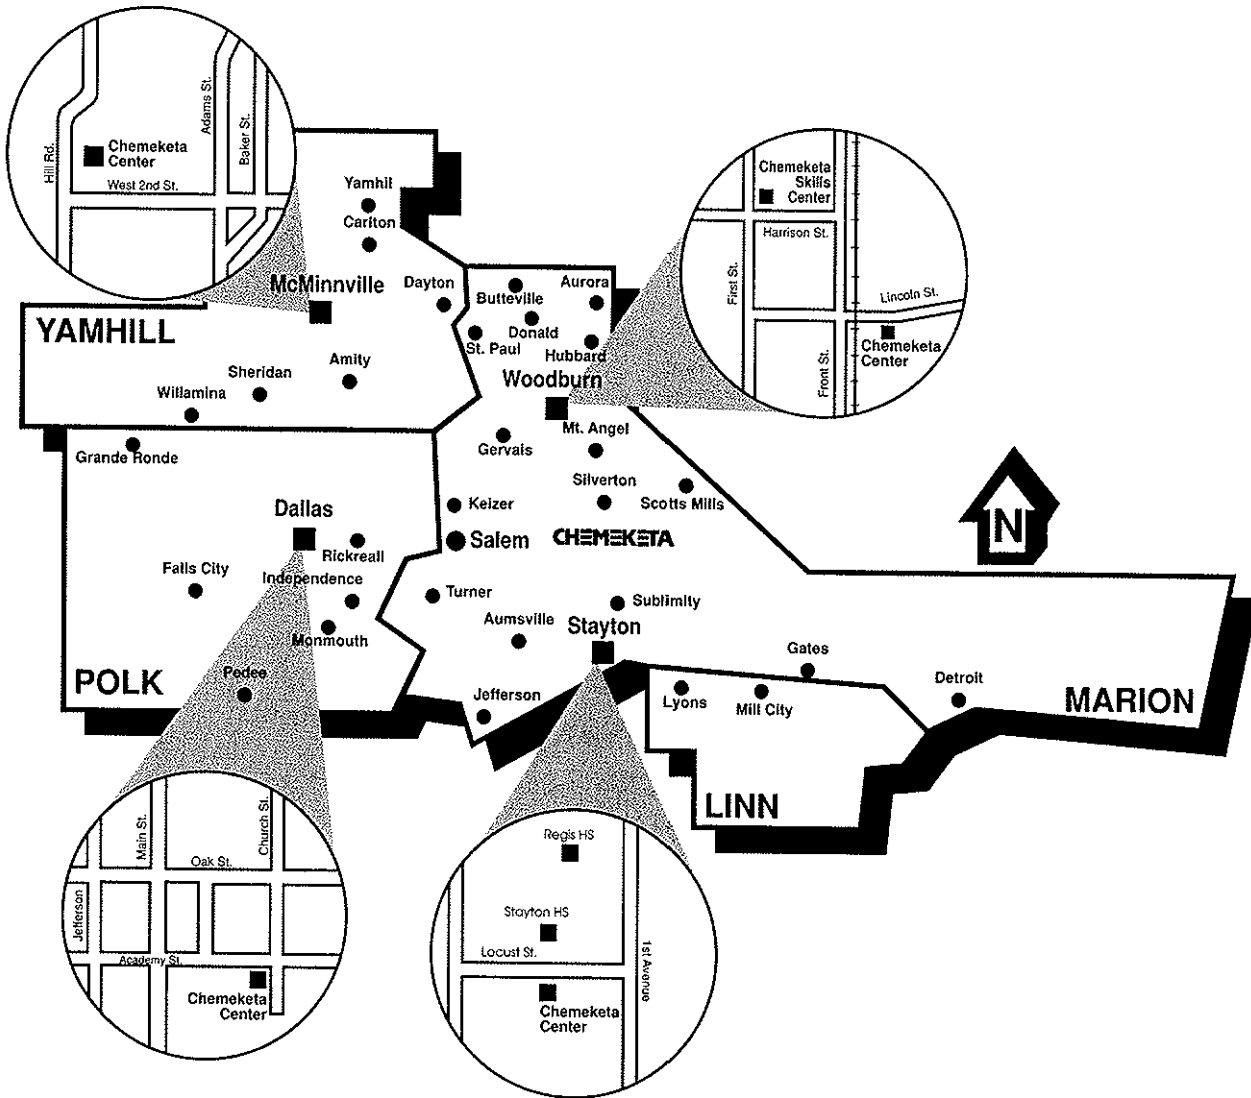 Hill Rd.
Adams St.
Baker St.
Chemeketa
Center
West 2nd St.
Yamhil
Carlton
McMinnville
Dayton
Butteville
Aurora
Donald
St. Paul
Hubbard
YAMHILL
Amity
Sheridan
Willamina
Woodburn
Chemeketa
Skills
Center
Harrison St.
First St.
Lincoln St.
Front St.
Chemeketa
Center
Grande Ronde
Gervais
Mt. Angel
Silverton
Scotts Mills
Keizer
Dallas
Salem
CHEMEKETA
N
Rickreall
Falls City
Independence
Turner
Sublimity
Monmouth
Aumsville
Stayton
POLK
Pedee
Jefferson
Gates
Lyons
Mill City
Detroit
MARION
LINN
Main St.
Church St.
Oak St.
Jefferson
Academy St.
Chemeketa
Center
Regis HS
Stayton HS
Locust St.
1st Avenue
Chemeketa
Center